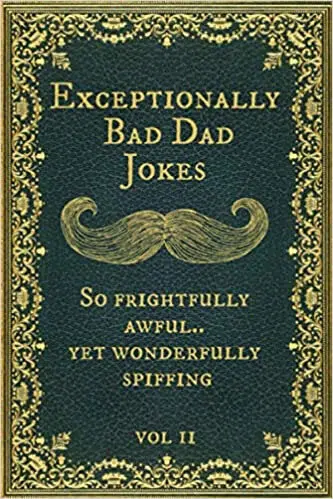 Exceptionally
Bad Dad
Jokes
So frightfully
awful..
yet wonderfully
spiffing
VOL II